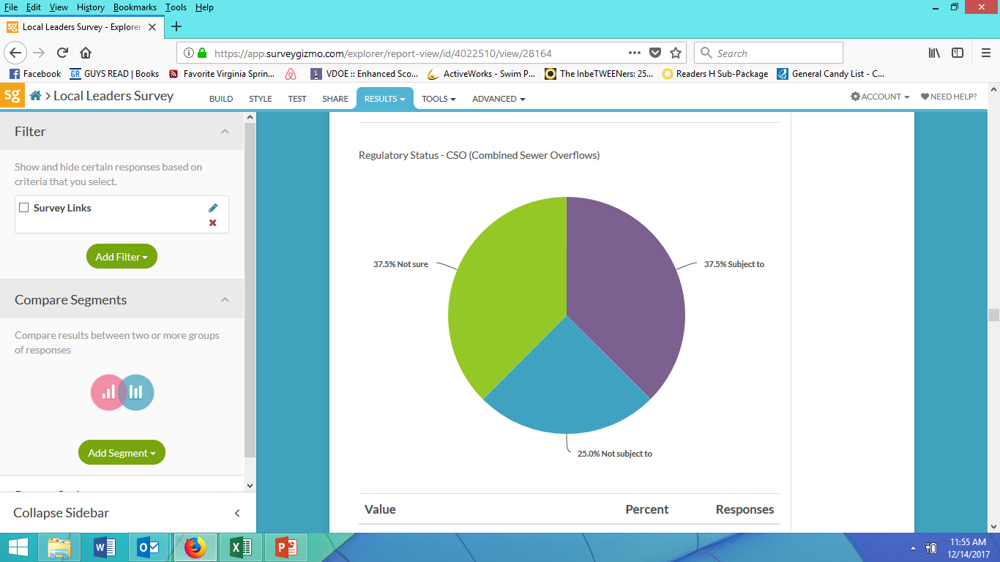 File Edit View History Bookmarks Tools Help
sg Local Leaders Survey - Explorer
https://app.surveygizmo.com/explorer/report-view/id/4022510/view/28164
Search
Facebook
GR GUYS READ | Books
Favorite Virginia Sprin...
VDOE :: Enhanced Sco...
ActiveWorks - Swim P...
The InbeTWEENers: 25...
Readers H Sub-Package
General Candy List - C...
sg Local Leaders Survey
BUILD STYLE TEST SHARE RESULTS TOOLS ADVANCED
ACCOUNT NEED HELP?
Filter
Show and hide certain responses based on
criteria that you select.
Survey Links
Add Filter
Compare Segments
Compare results between two or more groups
of responses
Add Segment
Collapse Sidebar
Regulatory Status - CSO (Combined Sewer Overflows)
37.5% Not sure
37.5% Subject to
25.0% Not subject to
Value Percent Responses
11:55 AM
12/14/2017